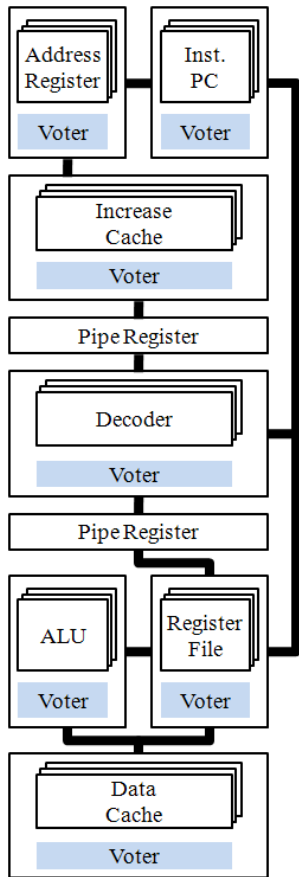 Address
Register
Voter
Inst.
PC
Voter
Increase
Cache
Voter
Pipe Register
Decoder
Voter
Pipe Register
ALU
Voter
Register
File
Voter
Data
Cache
Voter